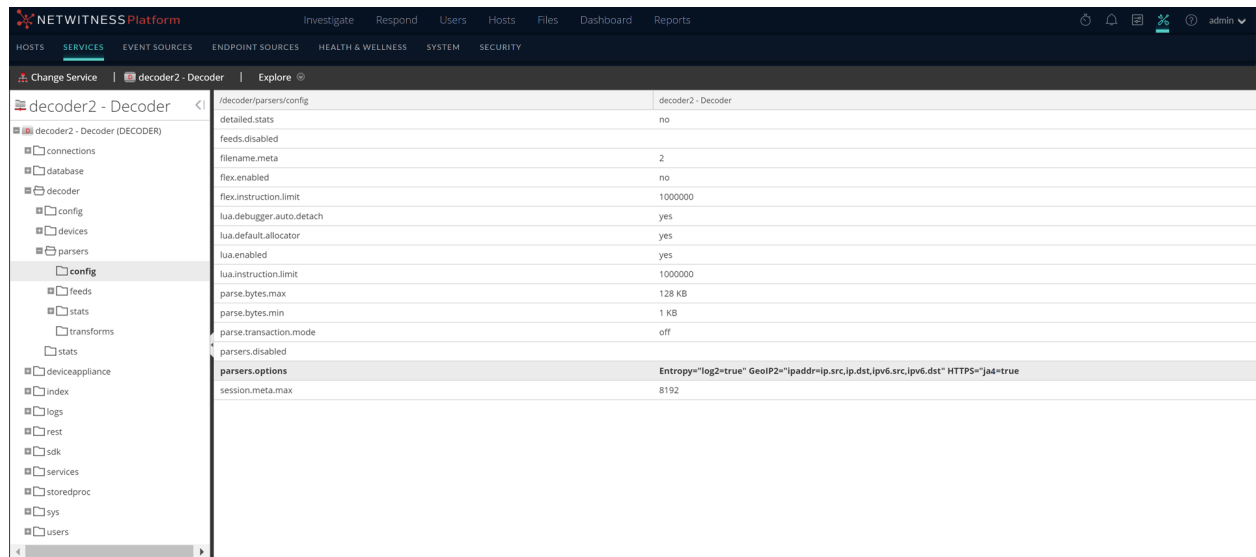 NETWITNESS Platform Investigate Respond Users Hosts Files Dashboard Reports admin
HOSTS SERVICES EVENT SOURCES ENDPOINT SOURCES HEALTH & WELLNESS SYSTEM SECURITY
Change Service | decoder2 - Decoder | Explore
decoder2 - Decoder
decoder2 - Decoder (DECODER)
connections
database
decoder
config
devices
parsers
config
feeds
stats
transforms
stats
deviceappliance
index
logs
rest
sdk
services
storedproc
sys
users
/decoder/parsers/config decoder2 - Decoder
detailed.stats no
feeds.disabled
filename.meta 2
flex.enabled no
flex.instruction.limit 1000000
lua.debugger.auto.detach yes
lua.default.allocator yes
lua.enabled yes
lua.instruction.limit 1000000
parse.bytes.max 128 KB
parse.bytes.min 1 KB
parse.transaction.mode off
parsers.disabled
parsers.options Entropy="log2=true" GeoIP2="ipaddr=ip.src,ip.dst,ipv6.src,ipv6.dst" HTTPS="ja4=true
session.meta.max 8192